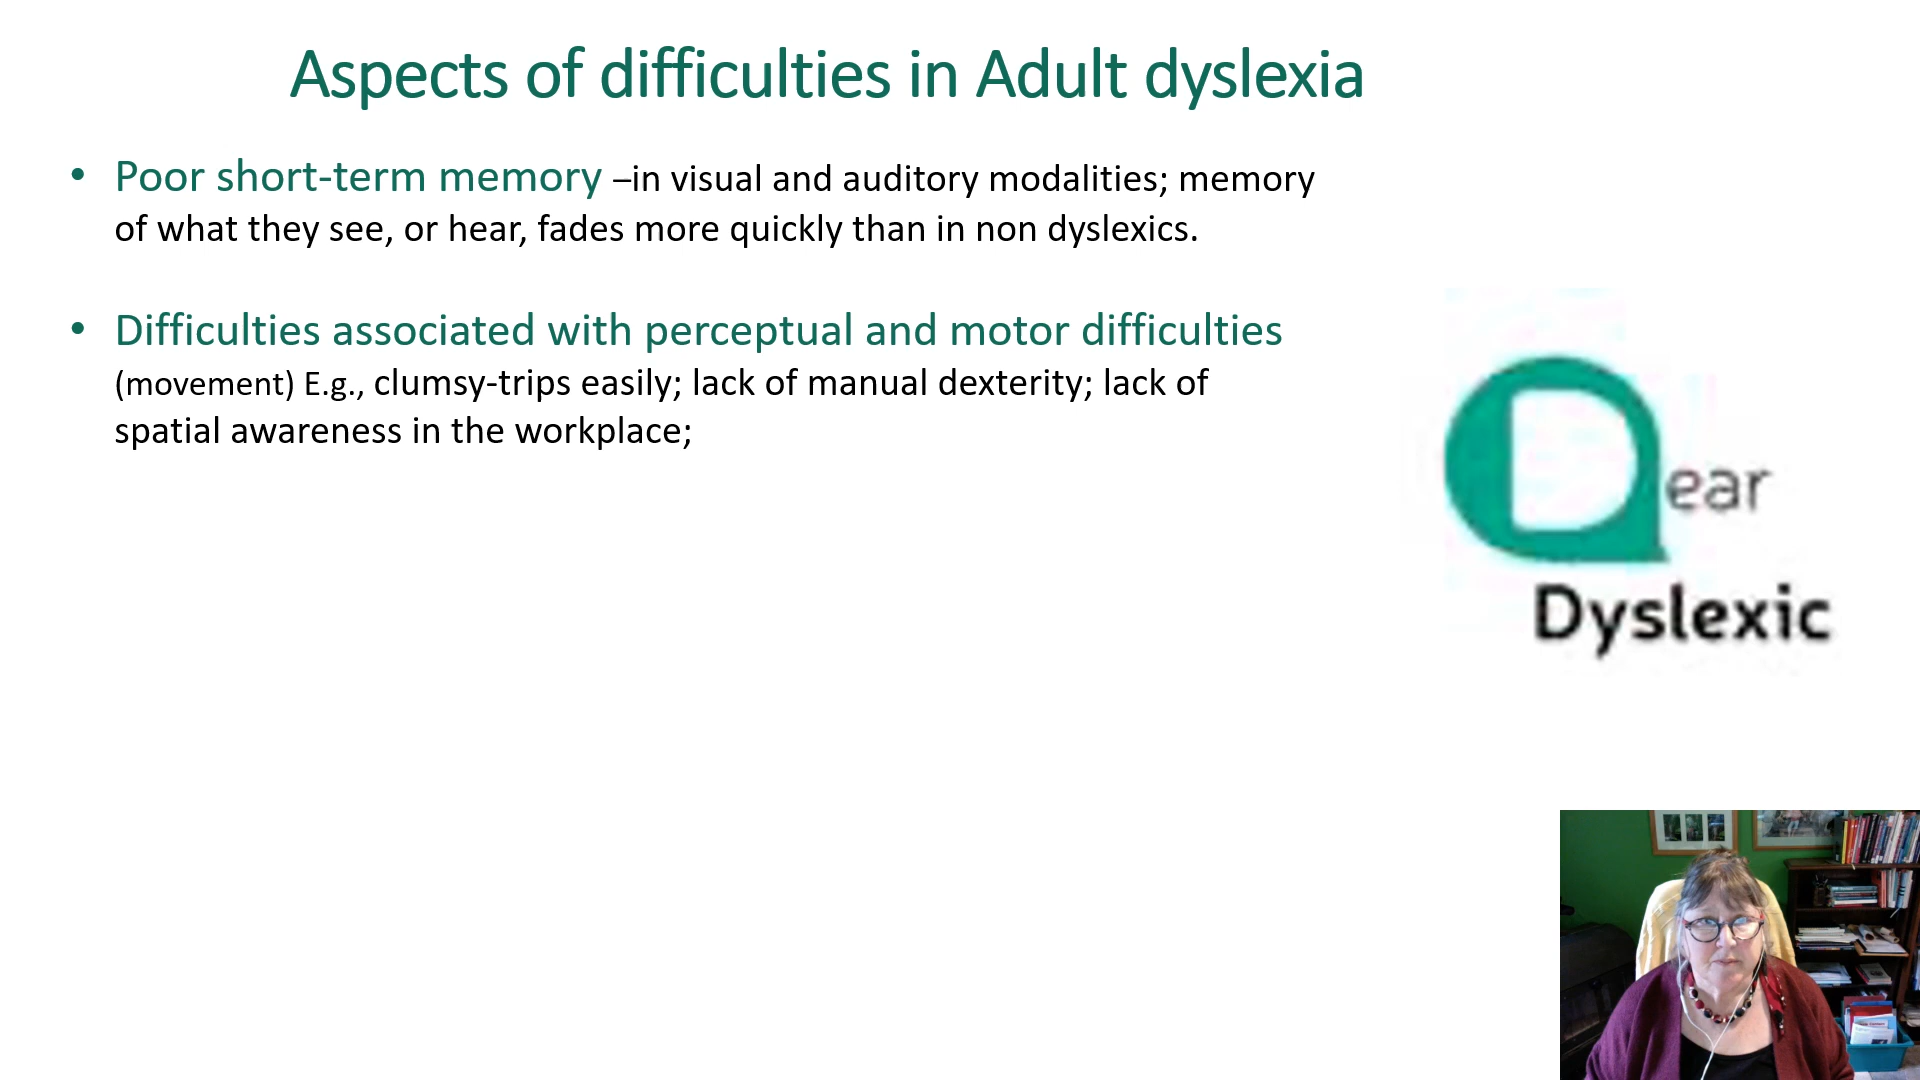 Aspects of difficulties in Adult dyslexia
• Poor short-term memory –in visual and auditory modalities; memory
of what they see, or hear, fades more quickly than in non dyslexics.
• Difficulties associated with perceptual and motor difficulties
(movement) E.g., clumsy-trips easily; lack of manual dexterity; lack of
spatial awareness in the workplace;
Dear
Dyslexic